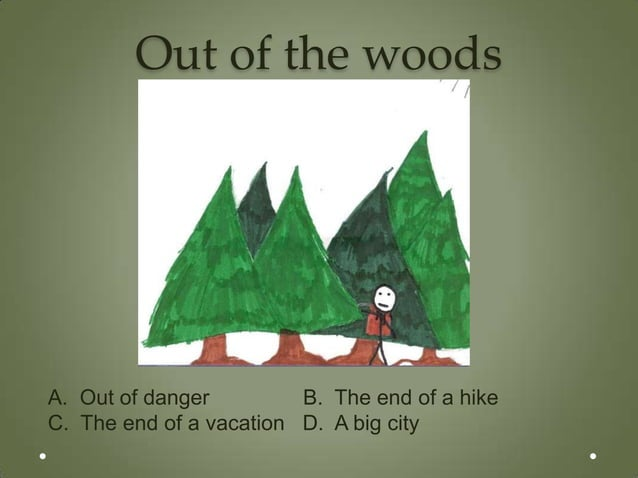 Out of the woods
A. Out of danger B. The end of a hike
C. The end of a vacation D. A big city